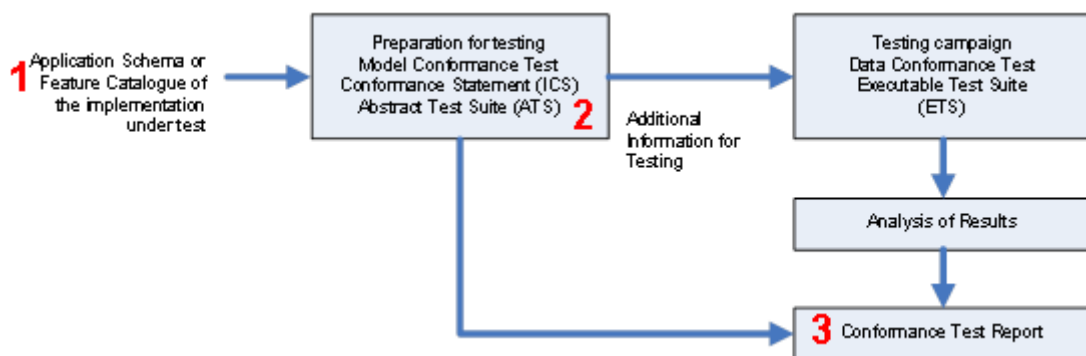 1
Application Schema or
Feature Catalogue of
the implementation
under test
Preparation for testing
Model Conformance Test
Conformance Statement (ICS)
Abstract Test Suite (ATS)
2
Additional
Information for
Testing
Testing campaign
Data Conformance Test
Executable Test Suite
(ETS)
Analysis of Results
3 Conformance Test Report